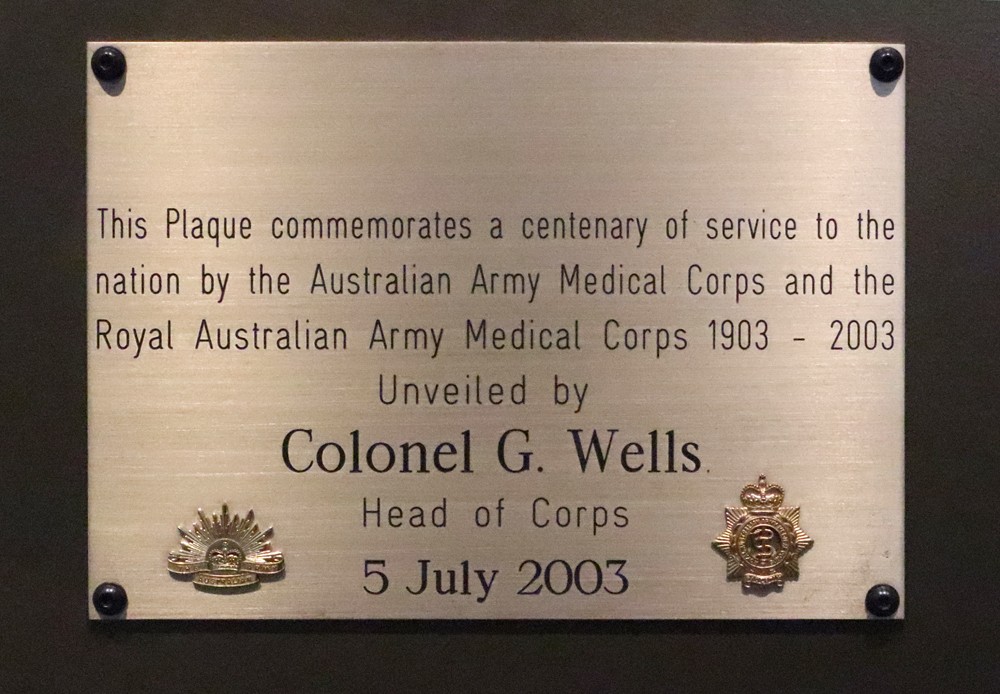 This Plaque commemorates a centenary of service to the
nation by the Australian Army Medical Corps and the
Royal Australian Army Medical Corps 1903 - 2003
Unveiled by
Colonel G. Wells.
Head of Corps
5 July 2003